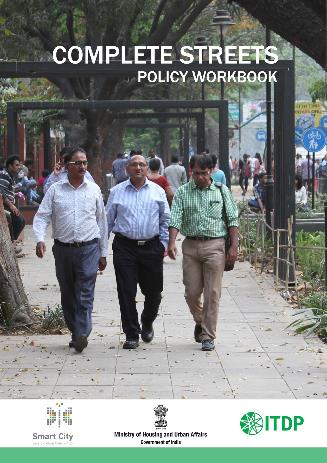 COMPLETE STREETS
POLICY WORKBOOK
Smart City
Ministry of Housing and Urban Affairs
Government of India
ITDP